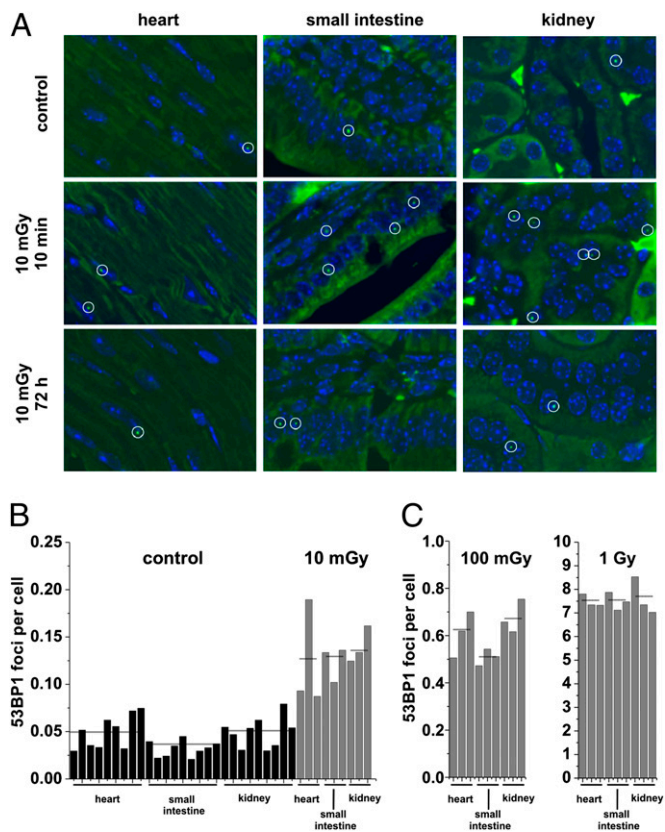 A
heart
small intestine
kidney
control
10 mGy
10 min
10 mGy
72 h
B
control
10 mGy
53BP1 foci per cell
0.25
0.20
0.15
0.10
0.05
0.00
heart
small
intestine
kidney
heart
small
intestine
kidney
C
100 mGy
1 Gy
53BP1 foci per cell
1.0
0.8
0.6
0.4
0.2
0.0
10
9
8
7
6
5
4
3
2
1
0
heart
small
intestine
kidney
heart
small
intestine
kidney